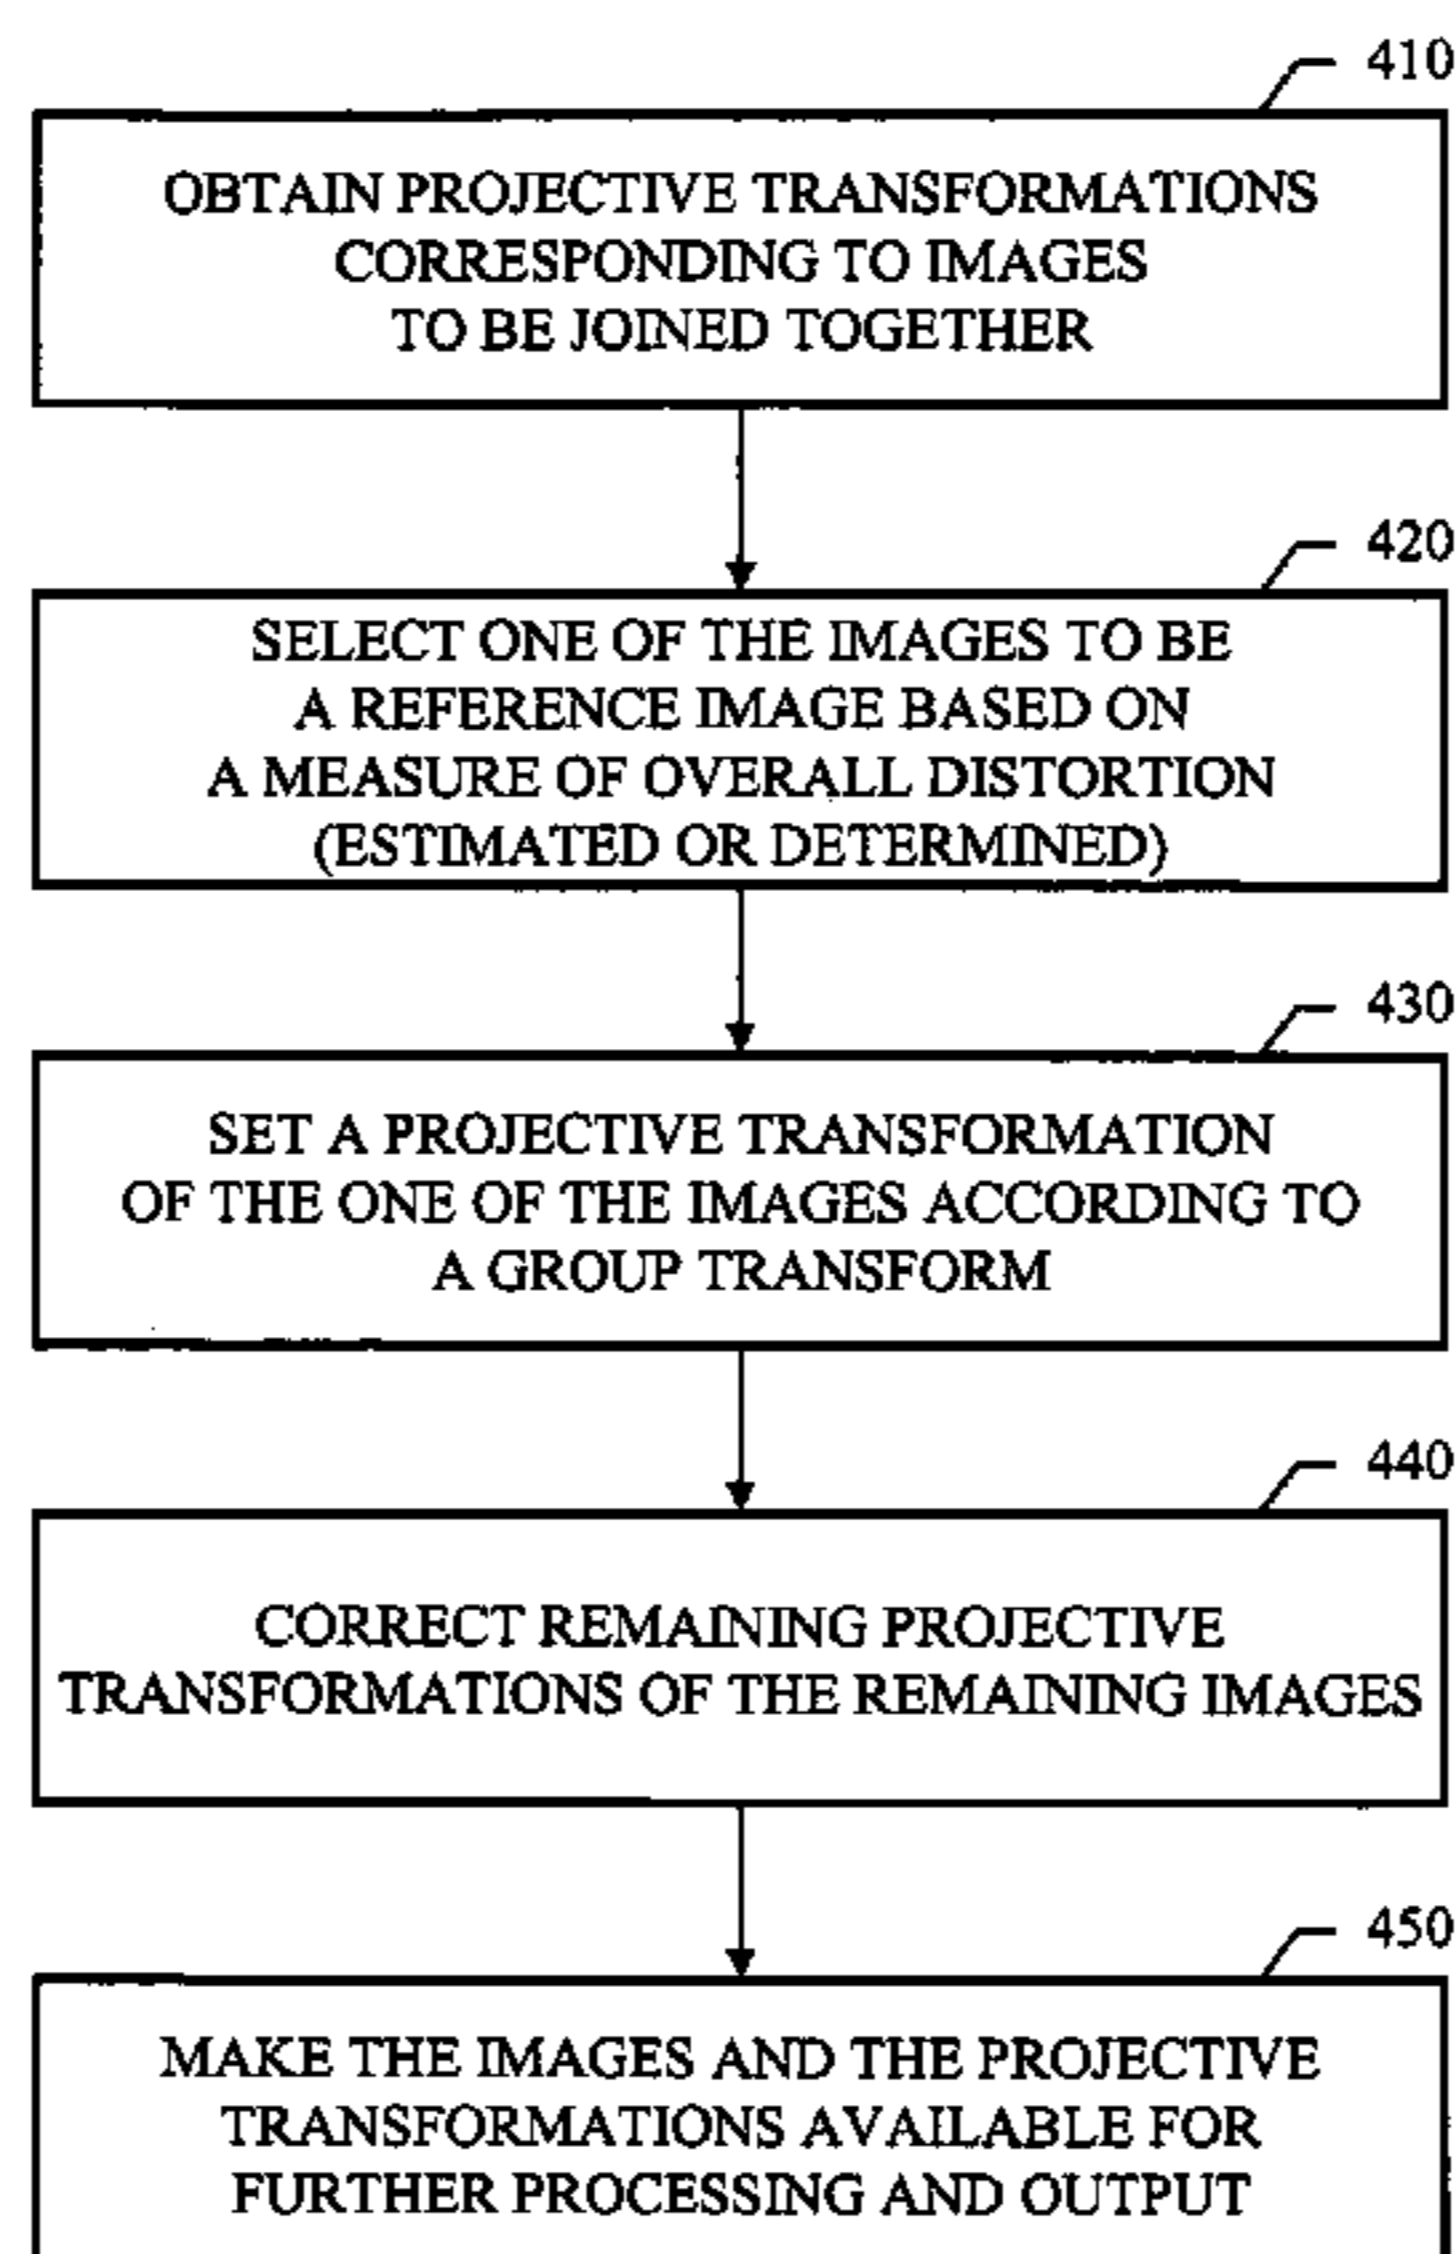 410
OBTAIN PROJECTIVE TRANSFORMATIONS
CORRESPONDING TO IMAGES
TO BE JOINED TOGETHER
420
SELECT ONE OF THE IMAGES TO BE
A REFERENCE IMAGE BASED ON
A MEASURE OF OVERALL DISTORTION
(ESTIMATED OR DETERMINED)
430
SET A PROJECTIVE TRANSFORMATION
OF THE ONE OF THE IMAGES ACCORDING TO
A GROUP TRANSFORM
440
CORRECT REMAINING PROJECTIVE
TRANSFORMATIONS OF THE REMAINING IMAGES
450
MAKE THE IMAGES AND THE PROJECTIVE
TRANSFORMATIONS AVAILABLE FOR
FURTHER PROCESSING AND OUTPUT